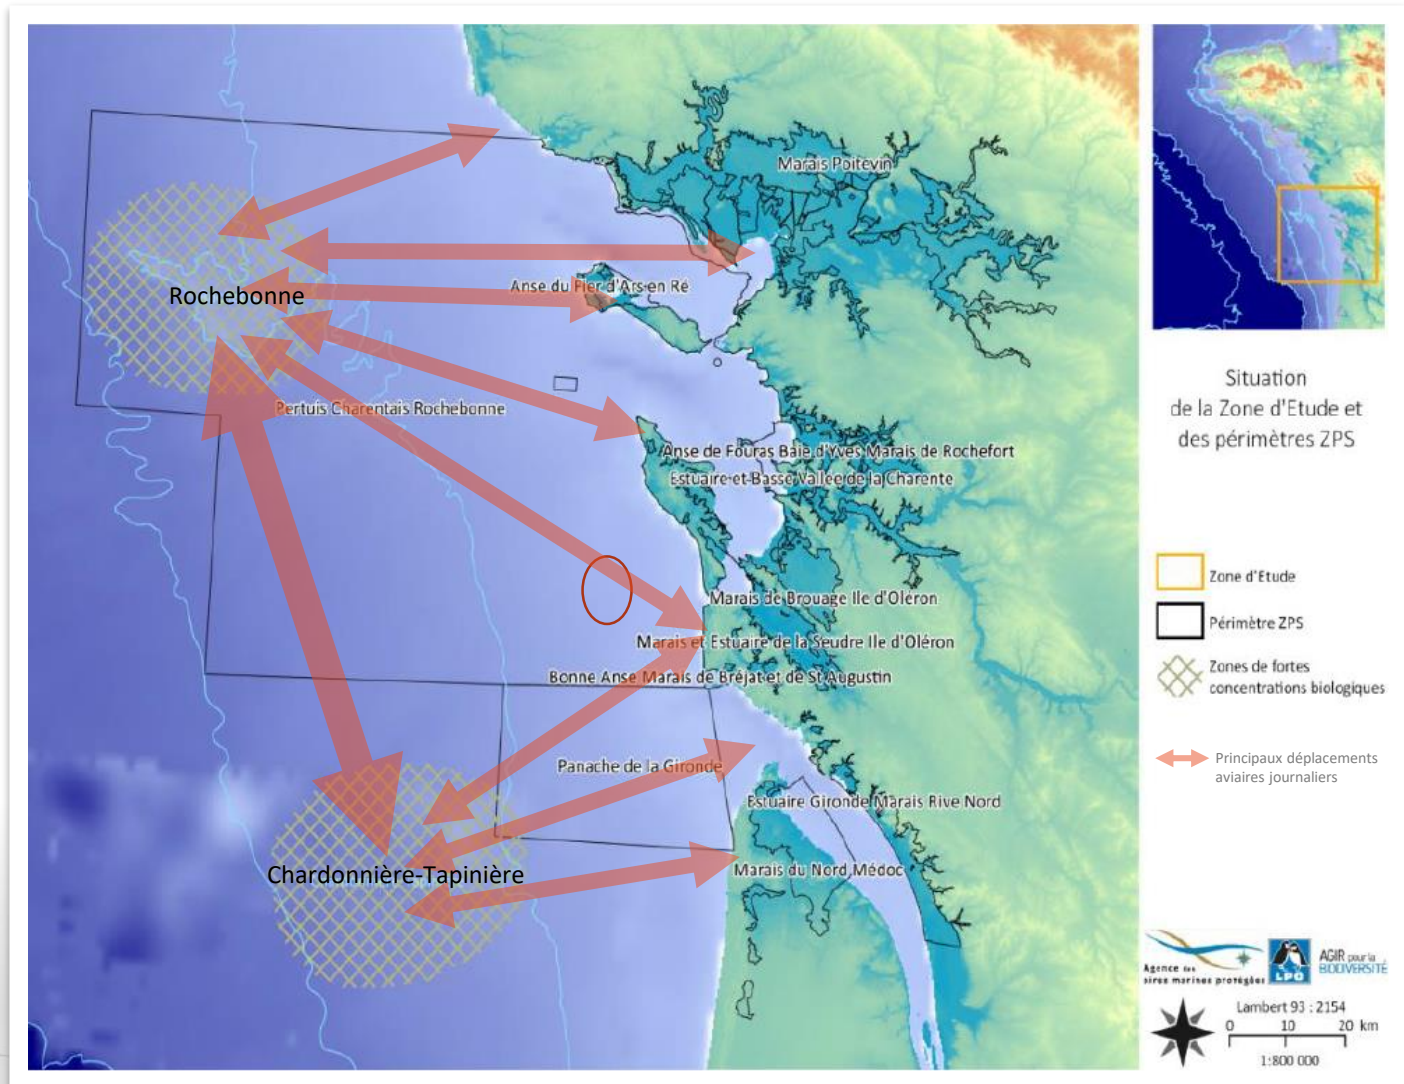 Marais Poitevin
Anse du Fier d'Ars en Ré
Rochebonne
Pertuis Charentais Rochebonne
Anse de Fouras Baie d'Yves Marais de Rochefort
Estuaire et Basse Vallée de la Charente
Marais de Brouage Ile d'Oléron
Marais et Estuaire de la Seudre Ile d'Oléron
Bonne Anse Marais de Bréjat et de St Augustin
Panache de la Gironde
Estuaire Gironde Marais Rive Nord
Chardonnière-Tapinière
Marais du Nord Médoc
Situation
de la Zone d'Etude et
des périmètres ZPS
Zone d'Etude
Périmètre ZPS
Zones de fortes
concentrations biologiques
Principaux déplacements
aviaires journaliers
Agence des
aires marines protégées
LPO
AGIR pour la
BIODIVERSITÉ
Lambert 93 : 2154
0 10 20 km
1:800 000